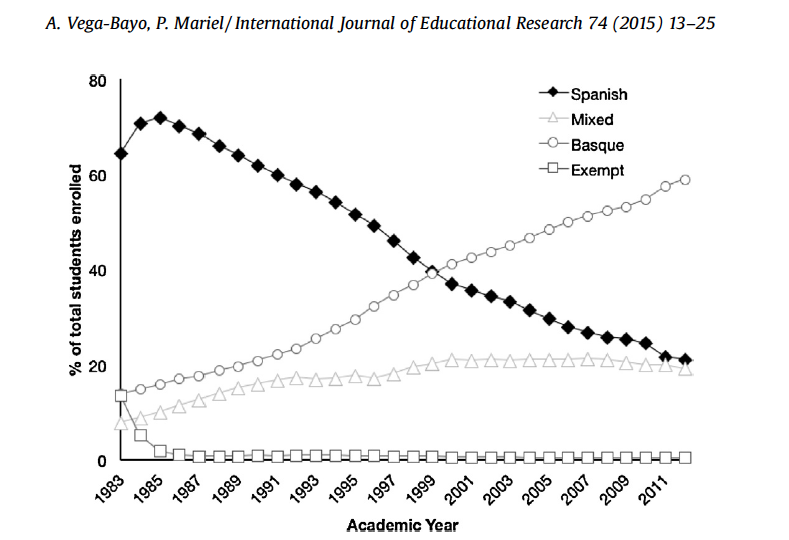 A. Vega-Bayo, P. Mariel / International Journal of Educational Research 74 (2015) 13–25
80
60
40
20
0
% of total studentts enrolled
Spanish
Mixed
Basque
Exempt
1983 1985 1987 1989 1991 1993 1995 1997 1999 2001 2003 2005 2007 2009 2011
Academic Year